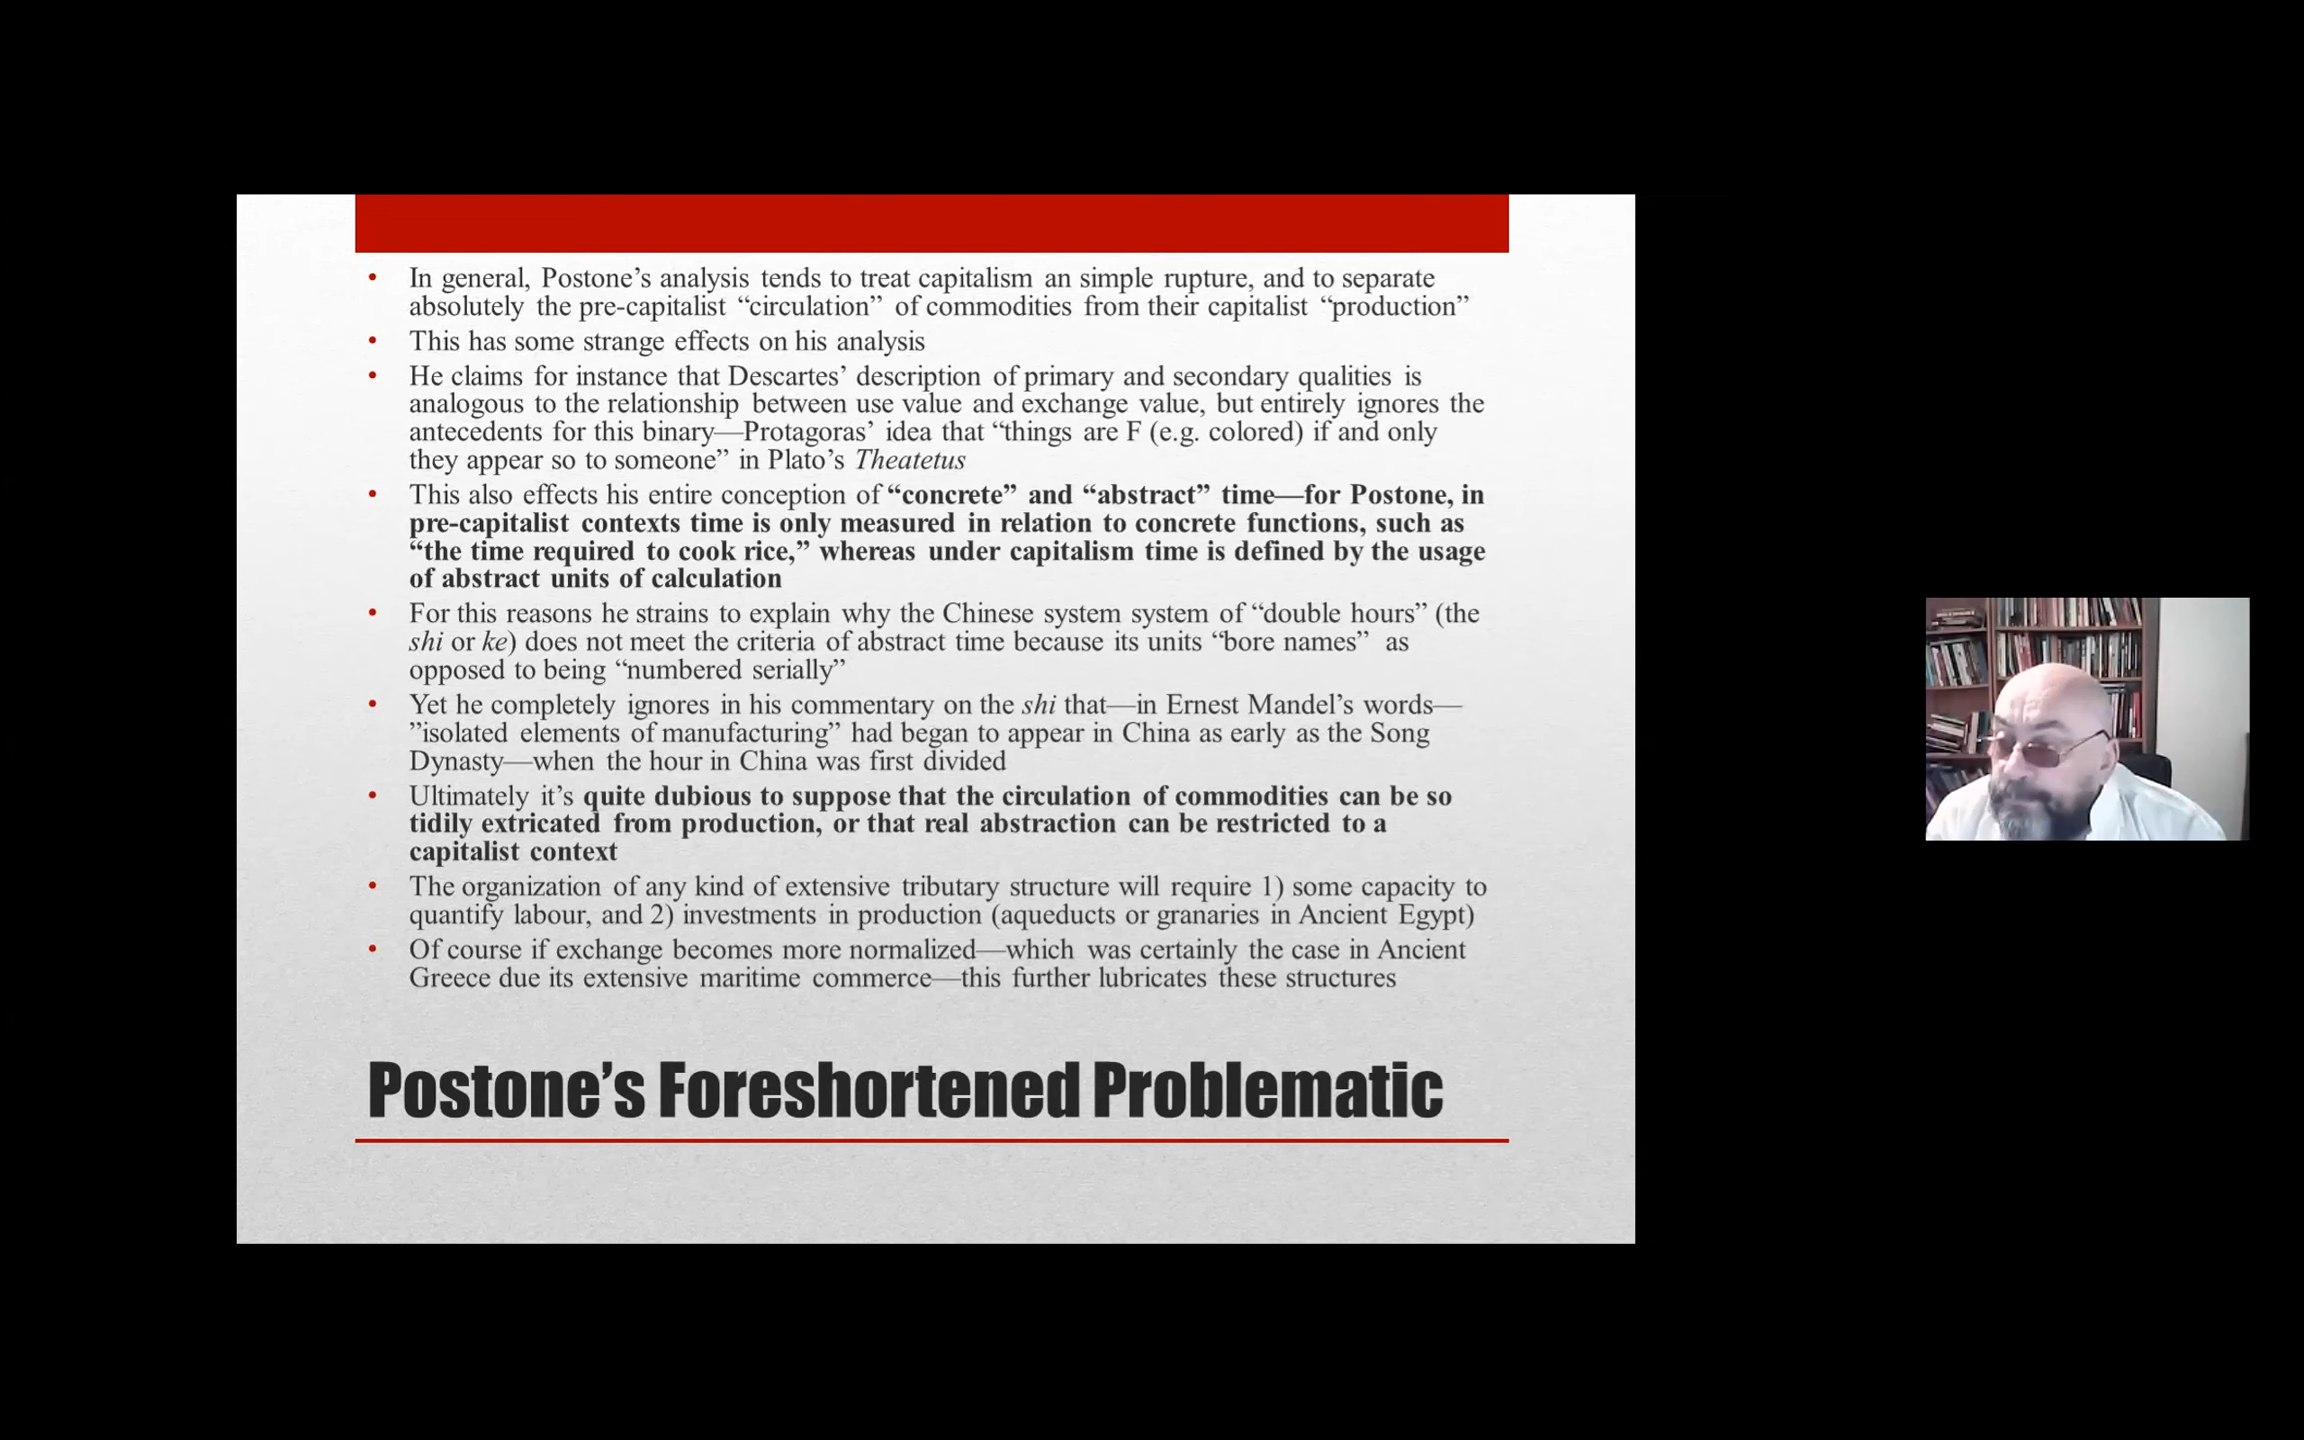 • In general, Postone’s analysis tends to treat capitalism an simple rupture, and to separate
absolutely the pre-capitalist “circulation” of commodities from their capitalist “production”
• This has some strange effects on his analysis
• He claims for instance that Descartes’ description of primary and secondary qualities is
analogous to the relationship between use value and exchange value, but entirely ignores the
antecedents for this binary—Protagoras’ idea that “things are F (e.g. colored) if and only
they appear so to someone” in Plato’s Theatetus
• This also effects his entire conception of “concrete” and “abstract” time—for Postone, in
pre-capitalist contexts time is only measured in relation to concrete functions, such as
“the time required to cook rice,” whereas under capitalism time is defined by the usage
of abstract units of calculation
• For this reasons he strains to explain why the Chinese system system of “double hours” (the
shi or ke) does not meet the criteria of abstract time because its units “bore names” as
opposed to being “numbered serially”
• Yet he completely ignores in his commentary on the shi that—in Ernest Mandel’s words—
”isolated elements of manufacturing” had began to appear in China as early as the Song
Dynasty—when the hour in China was first divided
• Ultimately it’s quite dubious to suppose that the circulation of commodities can be so
tidily extricated from production, or that real abstraction can be restricted to a
capitalist context
• The organization of any kind of extensive tributary structure will require 1) some capacity to
quantify labour, and 2) investments in production (aqueducts or granaries in Ancient Egypt)
• Of course if exchange becomes more normalized—which was certainly the case in Ancient
Greece due its extensive maritime commerce—this further lubricates these structures
Postone’s Foreshortened Problematic